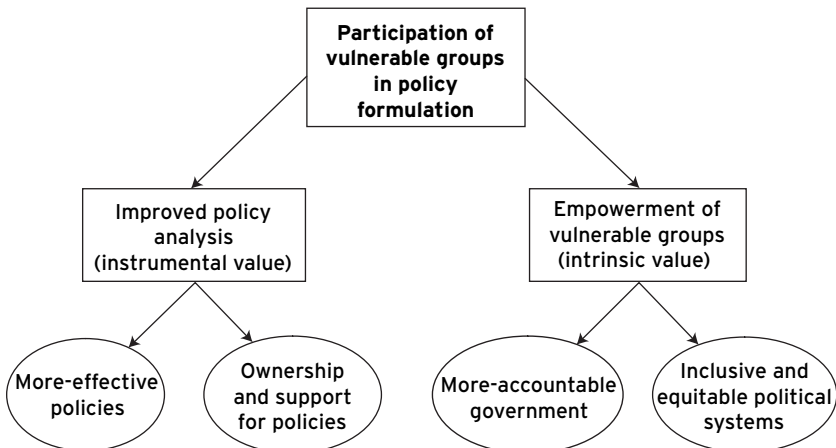 Participation of
vulnerable groups
in policy
formulation
Improved policy
analysis
(instrumental value)
Empowerment of
vulnerable groups
(intrinsic value)
More-effective
policies
Ownership
and support
for policies
More-accountable
government
Inclusive and
equitable political
systems